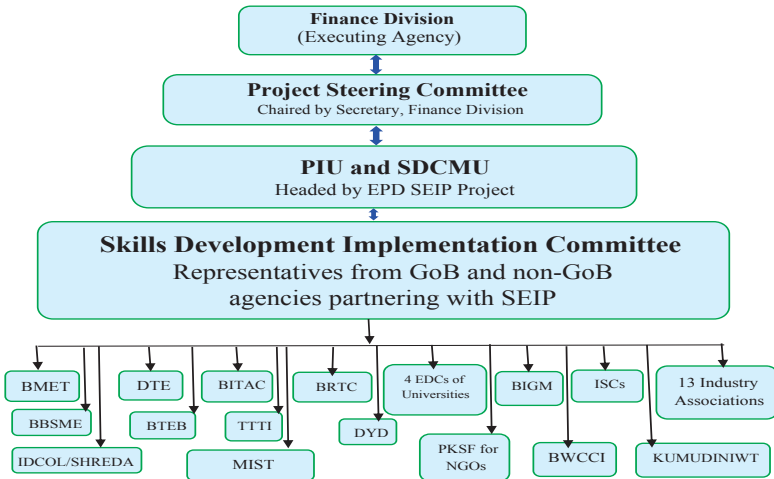 Finance Division
(Executing Agency)
Project Steering Committee
Chaired by Secretary, Finance Division
PIU and SDCMU
Headed by EPD SEIP Project
Skills Development Implementation Committee
Representatives from GoB and non-GoB
agencies partnering with SEIP
BMET
DTE
BITAC
BRTC
4 EDCs of
Universities
BIGM
ISCs
13 Industry
Associations
BBSME
BTEB
TTTI
DYD
PKSF for
NGOs
BWCCI
KUMUDINIWT
IDCOL/SHREDA
MIST